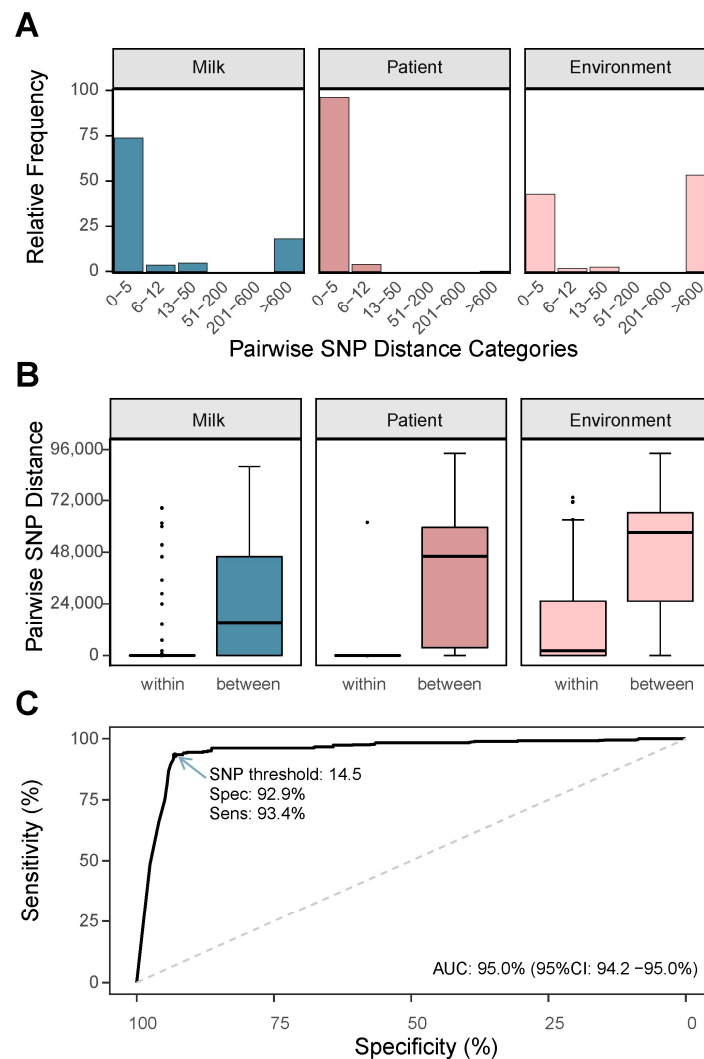 A
Milk
Patient
Environment
Relative Frequency
100
75
50
25
0
0−5
6−12
13−50
51−200
201−600
>600
0−5
6−12
13−50
51−200
201−600
>600
0−5
6−12
13−50
51−200
201−600
>600
Pairwise SNP Distance Categories
B
Milk
Patient
Environment
Pairwise SNP Distance
96,000
72,000
48,000
24,000
0
within
between
within
between
within
between
C
Sensitivity (%)
100
75
50
25
0
SNP threshold: 14.5
Spec: 92.9%
Sens: 93.4%
AUC: 95.0% (95%CI: 94.2 −95.0%)
100
75
50
25
0
Specificity (%)